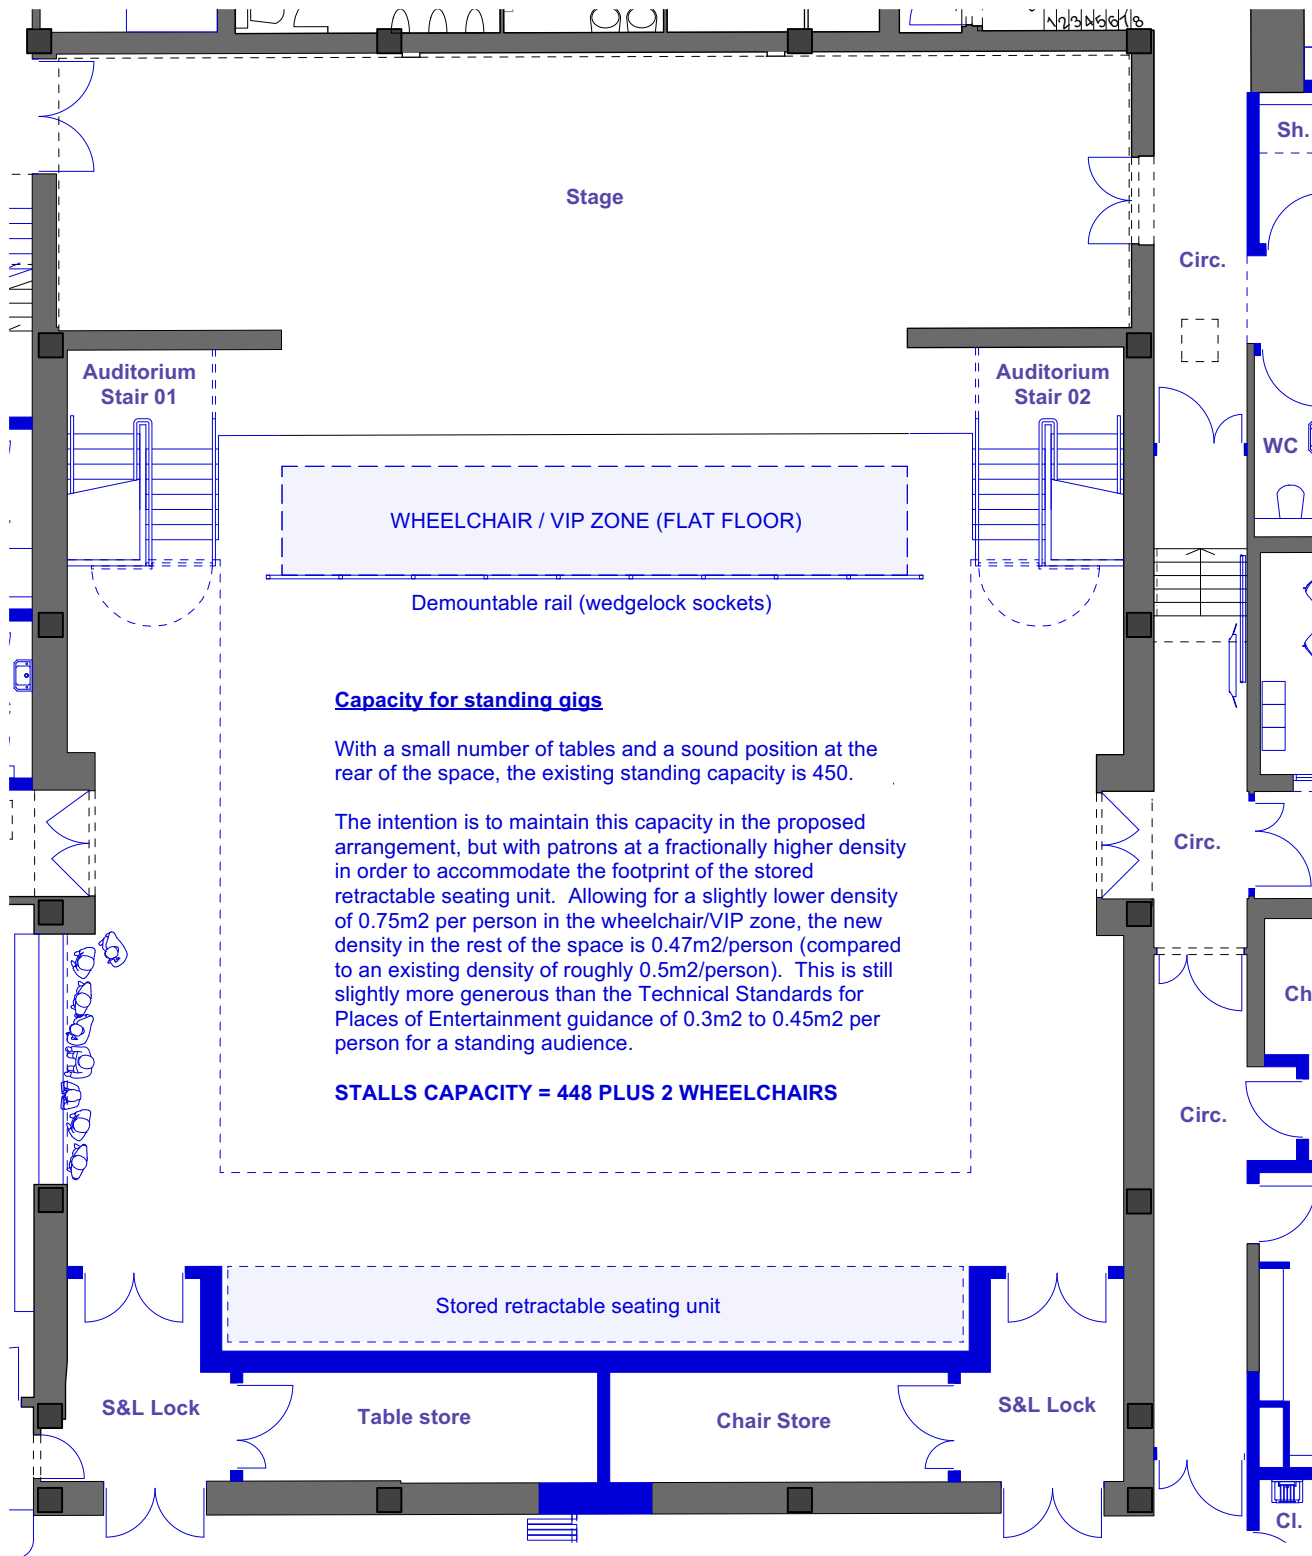 1 2 3 4 5 6 7 8
Sh.
Stage
Circ.
Auditorium
Stair 01
Auditorium
Stair 02
WC
WHEELCHAIR / VIP ZONE (FLAT FLOOR)
Demountable rail (wedgelock sockets)
Capacity for standing gigs
With a small number of tables and a sound position at the
rear of the space, the existing standing capacity is 450.
The intention is to maintain this capacity in the proposed
arrangement, but with patrons at a fractionally higher density
in order to accommodate the footprint of the stored
retractable seating unit.  Allowing for a slightly lower density
of 0.75m2 per person in the wheelchair/VIP zone, the new
density in the rest of the space is 0.47m2/person (compared
to an existing density of roughly 0.5m2/person).  This is still
slightly more generous than the Technical Standards for
Places of Entertainment guidance of 0.3m2 to 0.45m2 per
person for a standing audience.
STALLS CAPACITY = 448 PLUS 2 WHEELCHAIRS
Circ.
Ch
Circ.
Stored retractable seating unit
S&L Lock
Table store
Chair Store
S&L Lock
Cl.